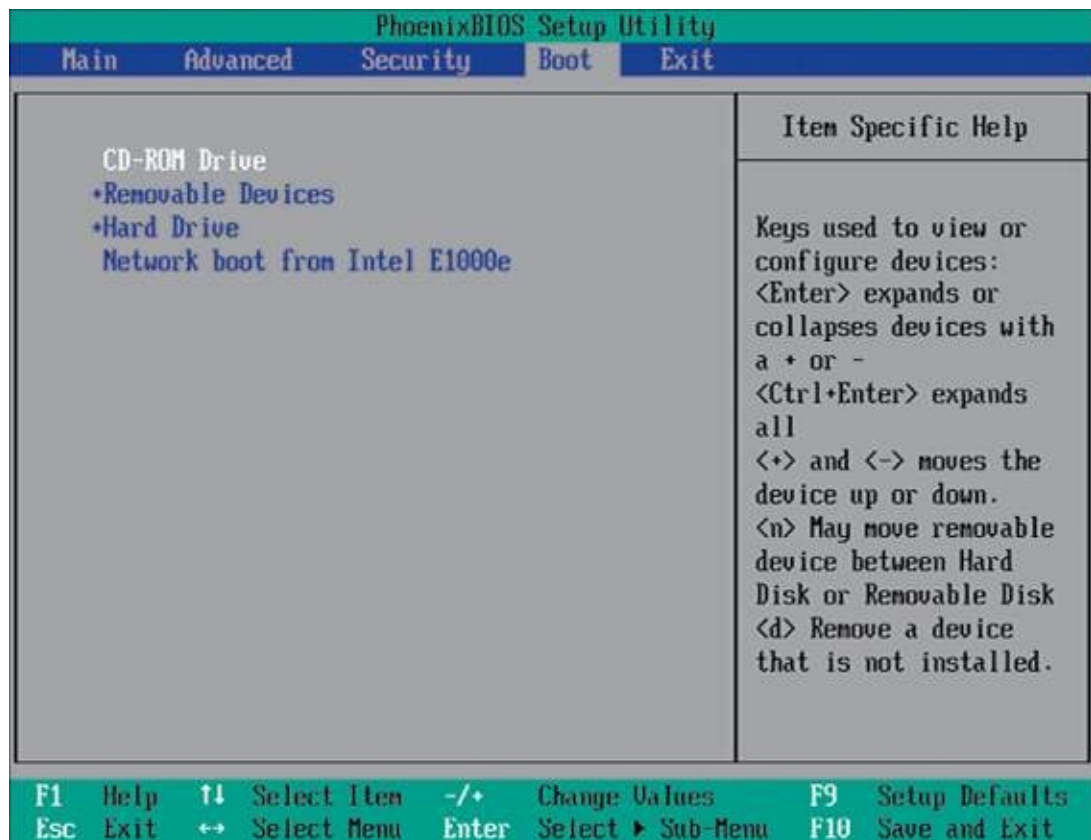 PhoenixBIOS Setup Utility
Main Advanced Security Boot Exit
CD-ROM Drive
+Removable Devices
+Hard Drive
Network boot from Intel E1000e
Item Specific Help
Keys used to view or
configure devices:
<Enter> expands or
collapses devices with
a + or -
<Ctrl+Enter> expands
all
<+> and <-> moves the
device up or down.
<n> May move removable
device between Hard
Disk or Removable Disk
<d> Remove a device
that is not installed.
F1 Help ↑↓ Select Item -/+ Change Values F9 Setup Defaults
Esc Exit ↔ Select Menu Enter Select ▶ Sub-Menu F10 Save and Exit